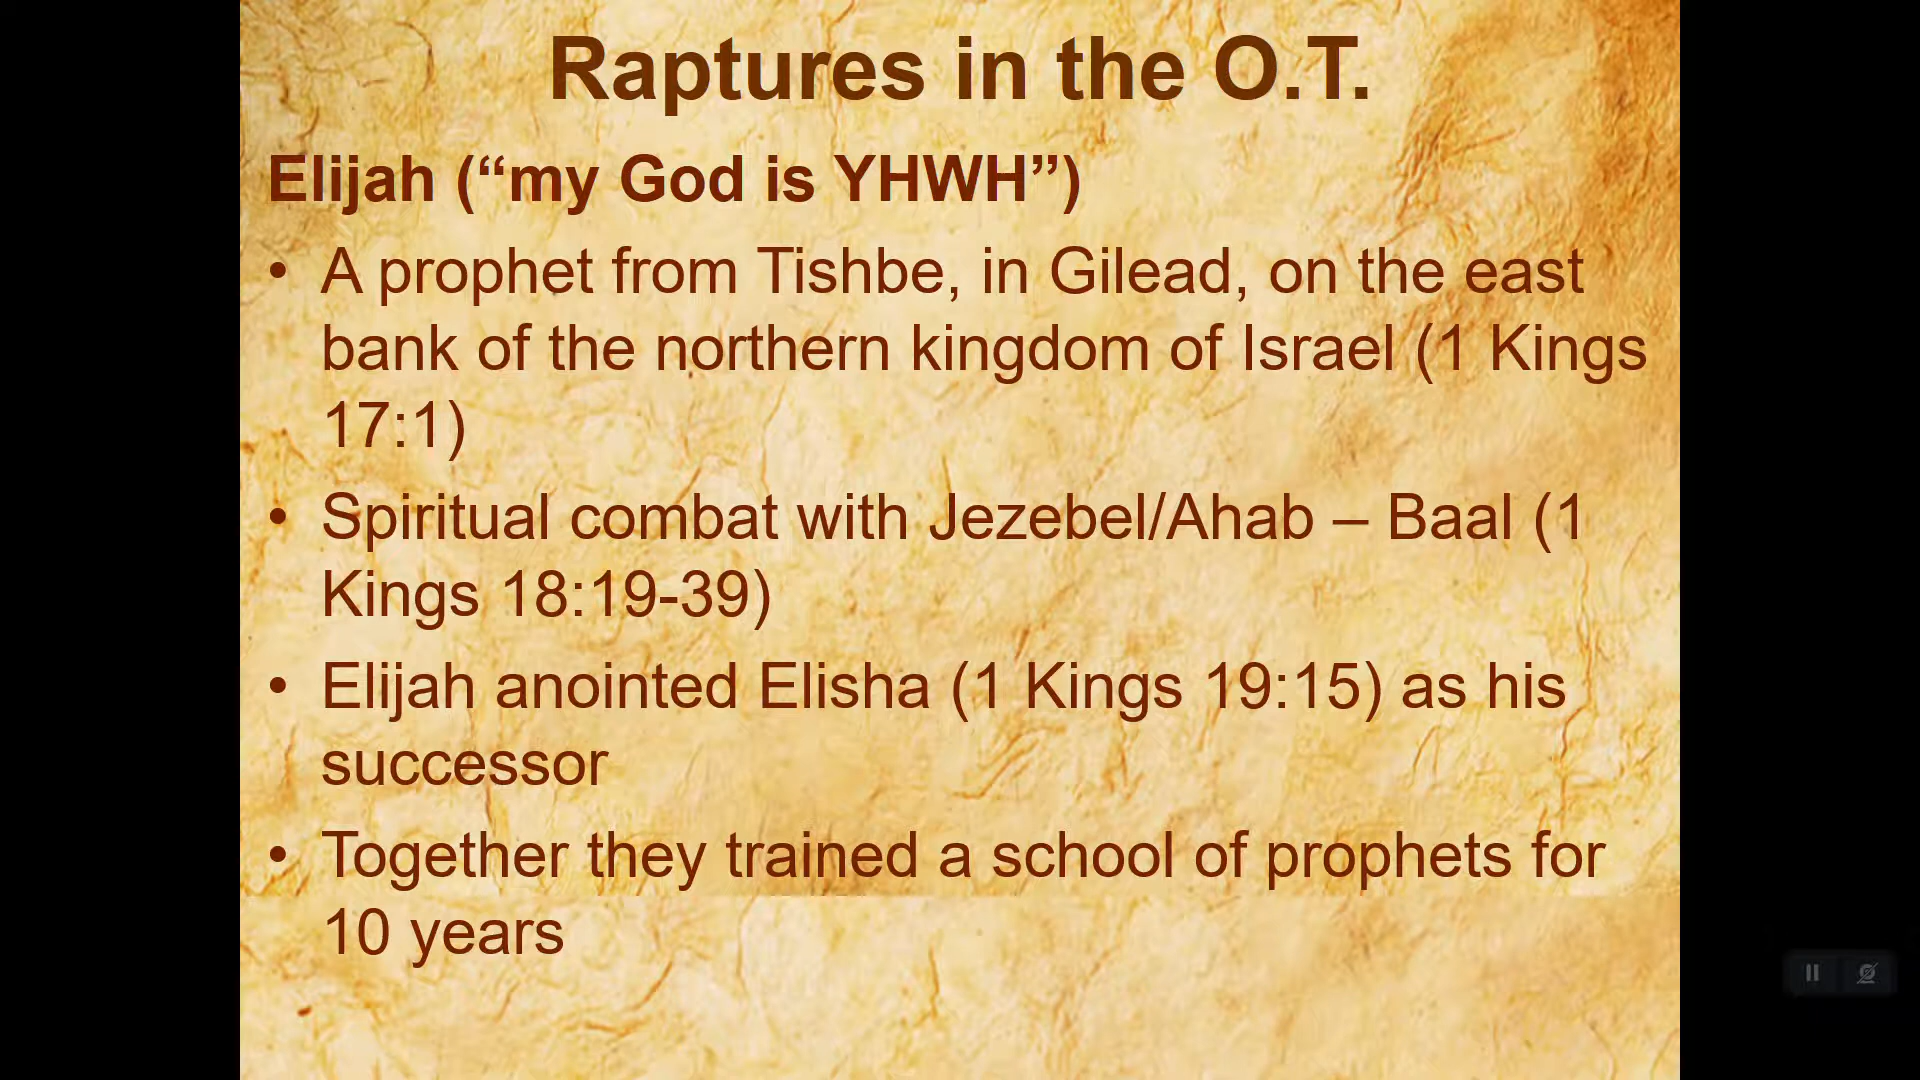 Raptures in the O.T.
Elijah (“my God is YHWH”)
• A prophet from Tishbe, in Gilead, on the east
bank of the northern kingdom of Israel (1 Kings
17:1)
• Spiritual combat with Jezebel/Ahab – Baal (1
Kings 18:19-39)
• Elijah anointed Elisha (1 Kings 19:15) as his
successor
• Together they trained a school of prophets for
10 years